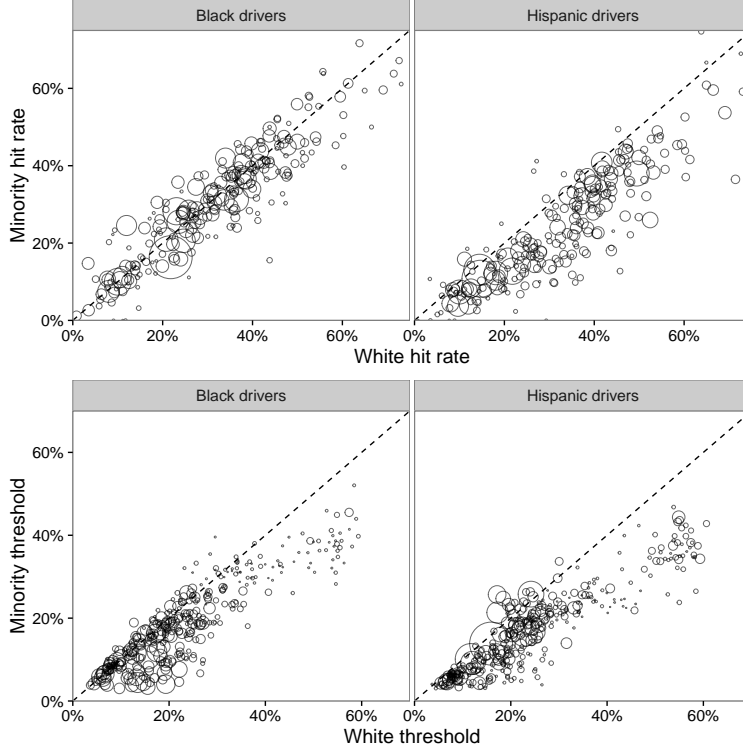 Black drivers Hispanic drivers
60%
40%
20%
0%
Minority hit rate
0% 20% 40% 60% 0% 20% 40% 60%
White hit rate
Black drivers Hispanic drivers
60%
40%
20%
0%
Minority threshold
0% 20% 40% 60% 0% 20% 40% 60%
White threshold